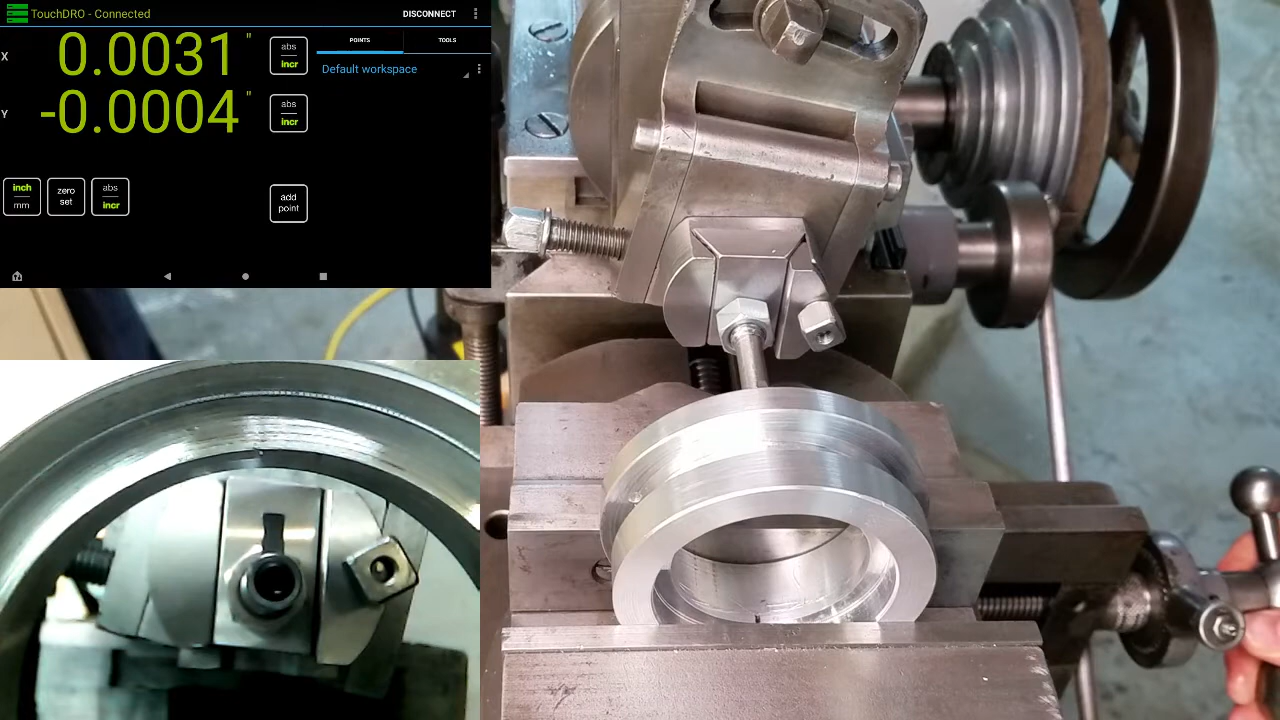 TouchDRO - Connected
DISCONNECT
X 0.0031 "
abs
incr
POINTS
TOOLS
Default workspace
Y -0.0004 "
abs
incr
inch
mm
zero
set
abs
incr
add
point